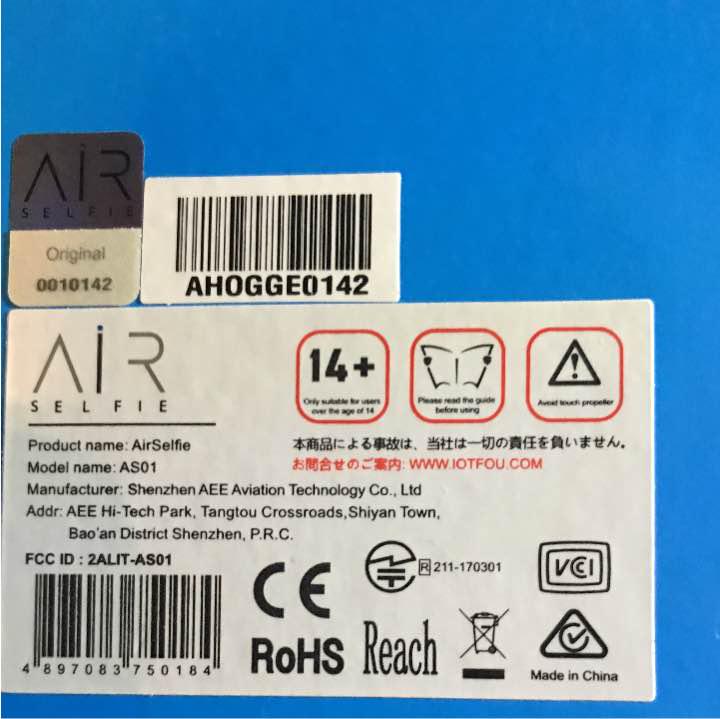 AiR
SELFIE
Original
0010142
AHOGGE0142
AiR
SELFIE
14+
Only suitable for users
over the age of 14
Please read the guide
before using
Avoid touch propeller
Product name: AirSelfie
Model name: AS01
Manufacturer: Shenzhen AEE Aviation Technology Co., Ltd
Addr: AEE Hi-Tech Park, Tangtou Crossroads,Shiyan Town,
Bao'an District Shenzhen, P.R.C.
本商品による事故は、当社は一切の責任を負いません。
お問合せのご案内: WWW.IOTFOU.COM
FCC ID : 2ALIT-AS01
4 897083 750184
CE
R 211-170301
VCCI
RoHS
Reach
Made in China